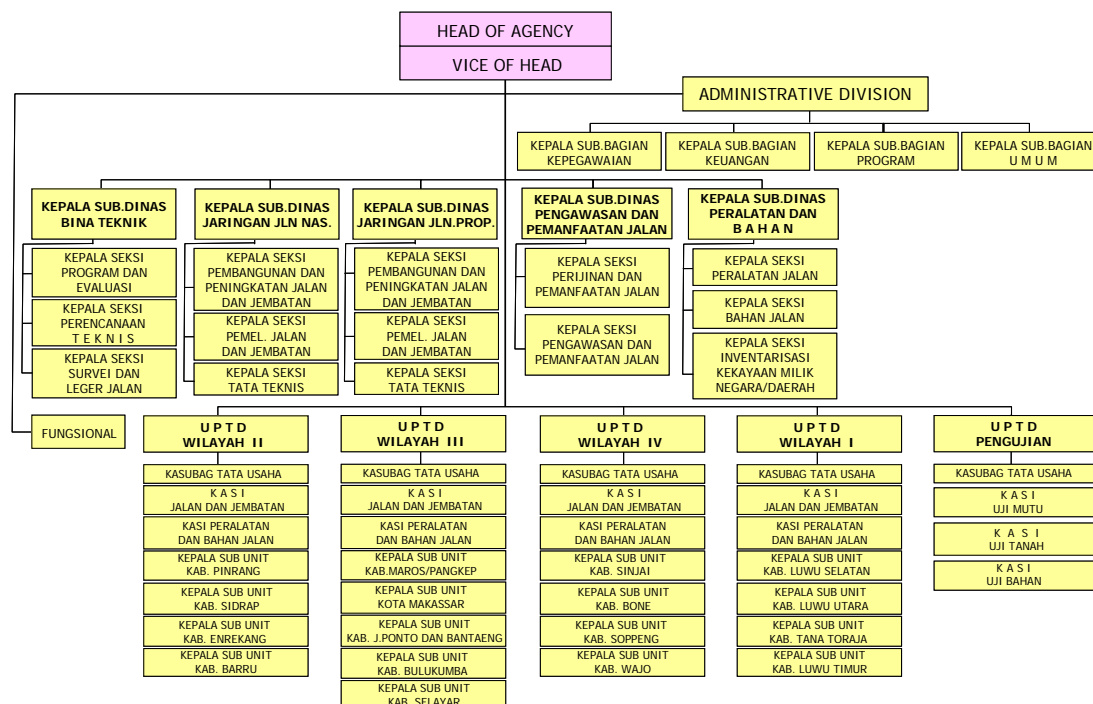 HEAD OF AGENCY
VICE OF HEAD
ADMINISTRATIVE DIVISION
KEPALA SUB.BAGIAN
KEPEGAWAIAN
KEPALA SUB.BAGIAN
KEUANGAN
KEPALA SUB.BAGIAN
PROGRAM
KEPALA SUB.BAGIAN
U M U M
KEPALA SUB.DINAS
BINA TEKNIK
KEPALA SEKSI
PROGRAM DAN
EVALUASI
KEPALA SEKSI
PERENCANAAN
T E K N I S
KEPALA SEKSI
SURVEI DAN
LEGER JALAN
KEPALA SUB.DINAS
JARINGAN JLN NAS.
KEPALA SEKSI
PEMBANGUNAN DAN
PENINGKATAN JALAN
DAN JEMBATAN
KEPALA SEKSI
PEMEL. JALAN
DAN JEMBATAN
KEPALA SEKSI
TATA TEKNIS
KEPALA SUB.DINAS
JARINGAN JLN.PROP.
KEPALA SEKSI
PEMBANGUNAN DAN
PENINGKATAN JALAN
DAN JEMBATAN
KEPALA SEKSI
PEMEL. JALAN
DAN JEMBATAN
KEPALA SEKSI
TATA TEKNIS
KEPALA SUB.DINAS
PENGAWASAN DAN
PEMANFAATAN JALAN
KEPALA SEKSI
PERIJINAN DAN
PEMANFAATAN JALAN
KEPALA SEKSI
PENGAWASAN DAN
PEMANFAATAN JALAN
KEPALA SUB.DINAS
PERALATAN DAN
B A H A N
KEPALA SEKSI
PERALATAN JALAN
KEPALA SEKSI
BAHAN JALAN
KEPALA SEKSI
INVENTARISASI
KEKAYAAN MILIK
NEGARA/DAERAH
FUNGSIONAL
U P T D
WILAYAH II
KASUBAG TATA USAHA
K A S I
JALAN DAN JEMBATAN
KASI PERALATAN
DAN BAHAN JALAN
KEPALA SUB UNIT
KAB. PINRANG
KEPALA SUB UNIT
KAB. SIDRAP
KEPALA SUB UNIT
KAB. ENREKANG
KEPALA SUB UNIT
KAB. BARRU
U P T D
WILAYAH III
KASUBAG TATA USAHA
K A S I
JALAN DAN JEMBATAN
KASI PERALATAN
DAN BAHAN JALAN
KEPALA SUB UNIT
KAB.MAROS/PANGKEP
KEPALA SUB UNIT
KOTA MAKASSAR
KEPALA SUB UNIT
KAB. J.PONTO DAN BANTAENG
KEPALA SUB UNIT
KAB. BULUKUMBA
KEPALA SUB UNIT
KAB. SELAYAR
U P T D
WILAYAH IV
KASUBAG TATA USAHA
K A S I
JALAN DAN JEMBATAN
KASI PERALATAN
DAN BAHAN JALAN
KEPALA SUB UNIT
KAB. SINJAI
KEPALA SUB UNIT
KAB. BONE
KEPALA SUB UNIT
KAB. SOPPENG
KEPALA SUB UNIT
KAB. WAJO
U P T D
WILAYAH I
KASUBAG TATA USAHA
K A S I
JALAN DAN JEMBATAN
KASI PERALATAN
DAN BAHAN JALAN
KEPALA SUB UNIT
KAB. LUWU SELATAN
KEPALA SUB UNIT
KAB. LUWU UTARA
KEPALA SUB UNIT
KAB. TANA TORAJA
KEPALA SUB UNIT
KAB. LUWU TIMUR
U P T D
PENGUJIAN
KASUBAG TATA USAHA
K A S I
UJI MUTU
K A S I
UJI TANAH
K A S I
UJI BAHAN